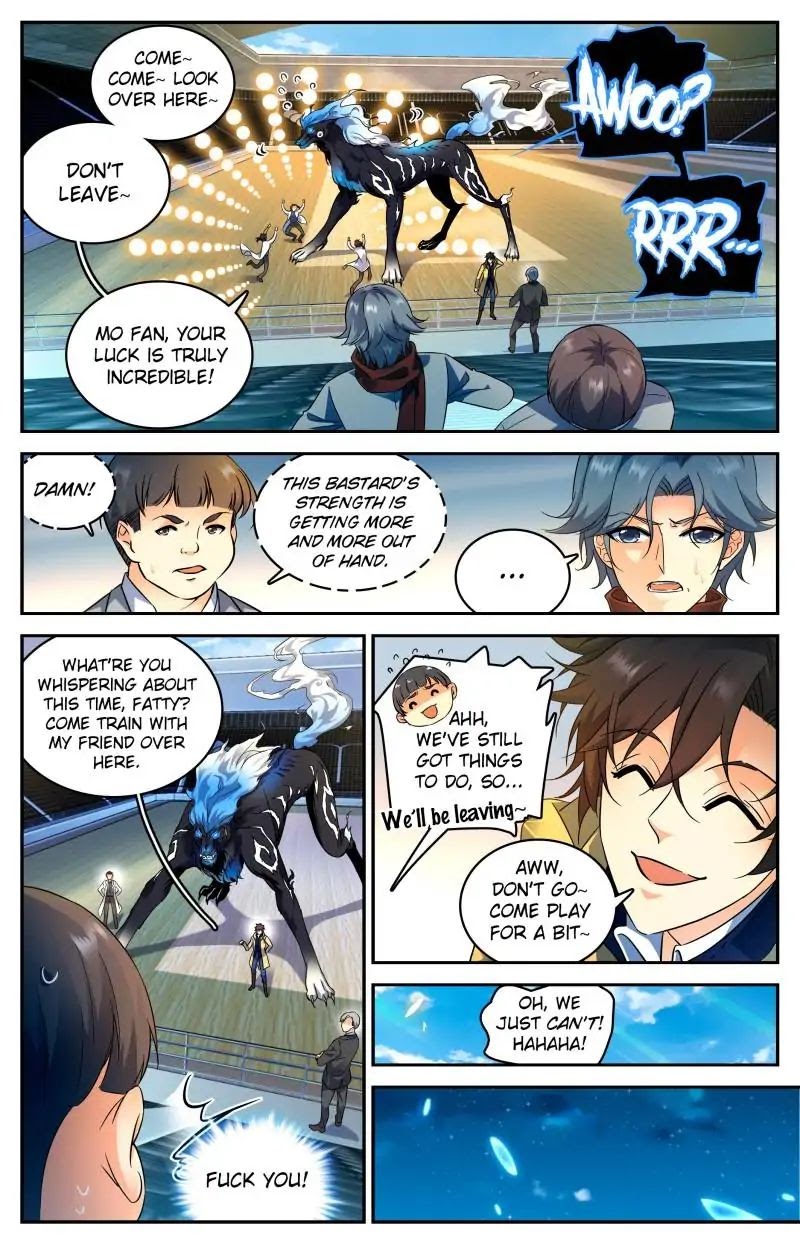 COME~
COME~ LOOK
OVER HERE~
AWOO?
DON'T
LEAVE~
RRR...
MO FAN, YOUR
LUCK IS TRULY
INCREDIBLE!
DAMN!
THIS BASTARD'S
STRENGTH IS
GETTING MORE
AND MORE OUT
OF HAND.
...
WHAT'RE YOU
WHISPERING ABOUT
THIS TIME, FATTY?
COME TRAIN WITH
MY FRIEND OVER
HERE.
FUCK YOU!
AHH,
WE'VE STILL
GOT THINGS
TO DO, SO...
We'll be leaving~
AWW,
DON'T GO~
COME PLAY
FOR A BIT~
OH, WE
JUST CAN'T!
HAHAHA!